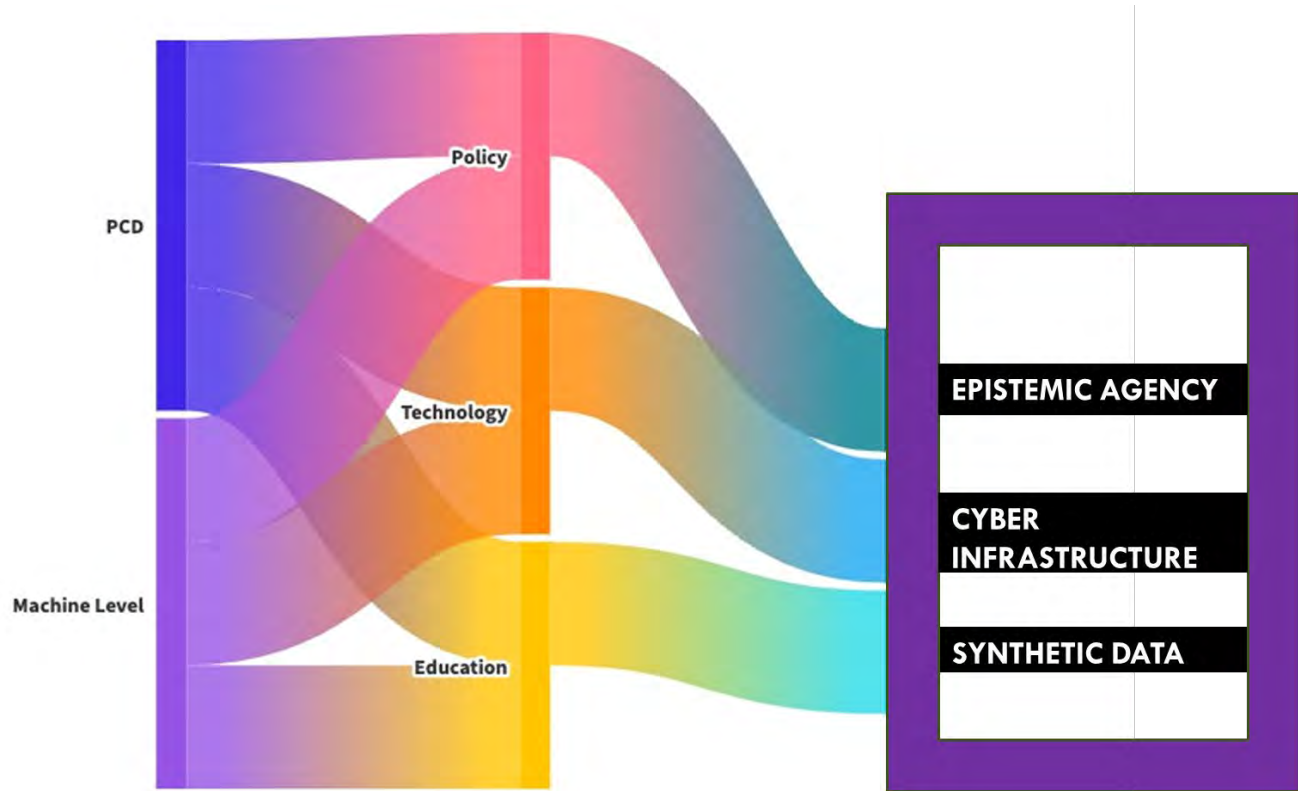 Policy
PCD
Technology
Machine Level
Education
EPISTEMIC AGENCY
CYBER
INFRASTRUCTURE
SYNTHETIC DATA